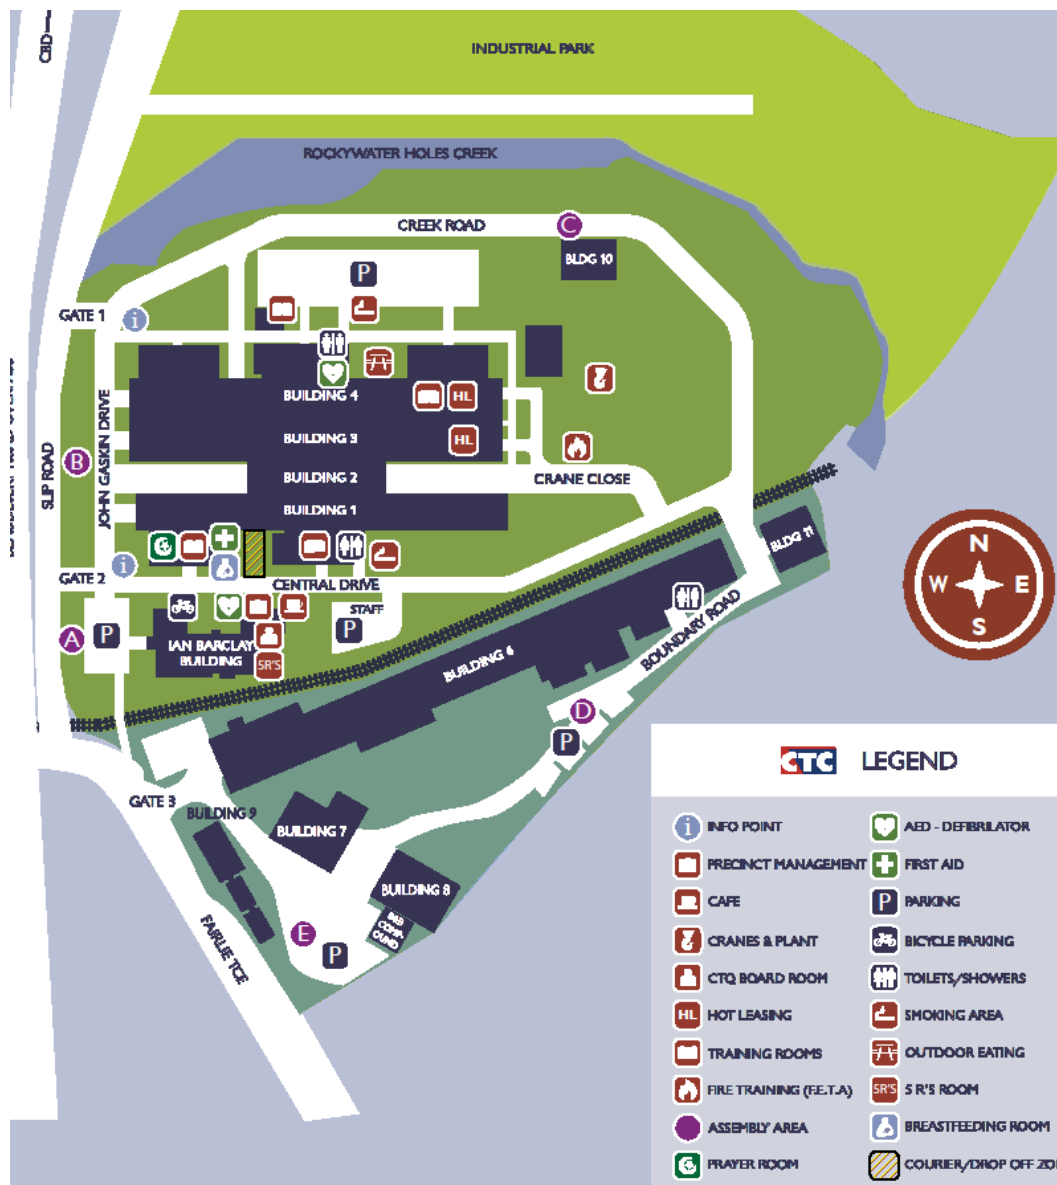 CBD
INDUSTRIAL PARK
ROCKYWATER HOLES CREEK
CREEK ROAD
C
BLDG 10
P
GATE 1
i
BUILDING 4
HL
BUILDING 3
HL
JOHN GASKIN DRIVE
SLIP ROAD
B
BUILDING 2
CRANE CLOSE
BUILDING 1
BLDG 11
N
W E
S
GATE 2
i
CENTRAL DRIVE
STAFF
P
A
P
IAN BARCLAY
BUILDING
5R'S
BUILDING 6
BOUNDARY ROAD
D
P
GATE 3
BUILDING 9
BUILDING 7
BUILDING 8
E
P
FAIRLIE TCE
CTC LEGEND
i INFO POINT
PRECINCT MANAGEMENT
CAFE
CRANES & PLANT
CTQ BOARD ROOM
HL HOT LEASING
TRAINING ROOMS
FIRE TRAINING (F.E.T.A)
ASSEMBLY AREA
PRAYER ROOM
AED - DEFIBRILATOR
FIRST AID
P PARKING
BICYCLE PARKING
TOILETS/SHOWERS
SMOKING AREA
OUTDOOR EATING
5R'S 5 R'S ROOM
BREASTFEEDING ROOM
COURIER/DROP OFF ZO